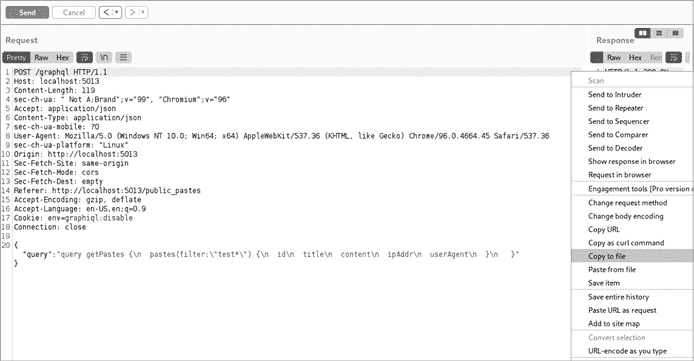 Send Cancel < > 
Request
Response
Pretty Raw Hex \n
... Raw Hex Ren
1 POST /graphql HTTP/1.1
2 Host: localhost:5013
3 Content-Length: 119
4 sec-ch-ua: " Not A;Brand";v="99", "Chromium";v="96"
5 Accept: application/json
6 Content-Type: application/json
7 sec-ch-ua-mobile: ?0
8 User-Agent: Mozilla/5.0 (Windows NT 10.0; Win64; x64) AppleWebKit/537.36 (KHTML, like Gecko) Chrome/96.0.4664.45 Safari/537.36
9 sec-ch-ua-platform: "Linux"
10 Origin: http://localhost:5013
11 Sec-Fetch-Site: same-origin
12 Sec-Fetch-Mode: cors
13 Sec-Fetch-Dest: empty
14 Referer: http://localhost:5013/public_pastes
15 Accept-Encoding: gzip, deflate
16 Accept-Language: en-US,en;q=0.9
17 Cookie: env=graphiql:disable
18 Connection: close
19
20 {
"query":"query getPastes {\n  pastes(filter:\"test*\") {\n  id\n  title\n  content\n  ipAddr\n  userAgent\n  }\n   }"
}
Scan
Send to Intruder
Send to Repeater
Send to Sequencer
Send to Comparer
Send to Decoder
Show response in browser
Request in browser
Engagement tools [Pro version o
Change request method
Change body encoding
Copy URL
Copy as curl command
Copy to file
Paste from file
Save item
Save entire history
Paste URL as request
Add to site map
Convert selection
URL-encode as you type